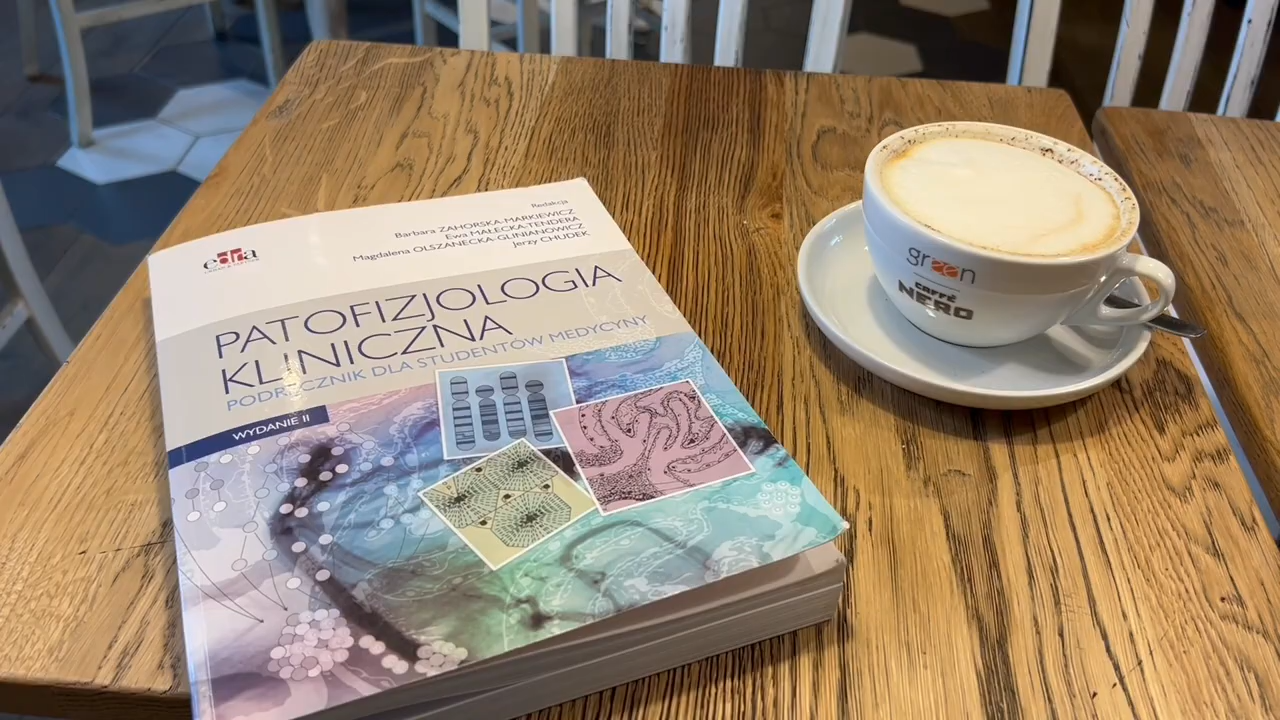 Redakcja
Barbara ZAHORSKA-MARKIEWICZ
Ewa MAŁECKA-TENDERA
Magdalena OLSZANECKA-GLINIANOWICZ
Jerzy CHUDEK
edra
PATOFIZJOLOGIA
KLINICZNA
PODRĘCZNIK DLA STUDENTÓW MEDYCYNY
WYDANIE II
green
CAFFÈ
NERO